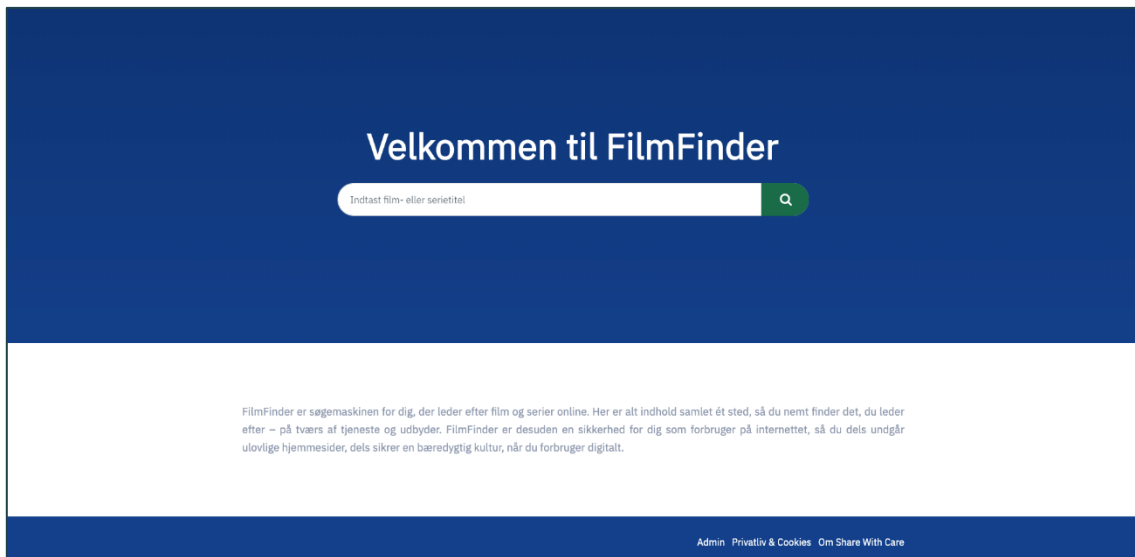 Velkommen til FilmFinder
Indtast film- eller serietitel
FilmFinder er søgemaskinen for dig, der leder efter film og serier online. Her er alt indhold samlet ét sted, så du nemt finder det, du leder
efter – på tværs af tjeneste og udbyder. FilmFinder er desuden en sikkerhed for dig som forbruger på internettet, så du dels undgår
ulovlige hjemmesider, dels sikrer en bæredygtig kultur, når du forbruger digitalt.
Admin Privatliv & Cookies Om Share With Care